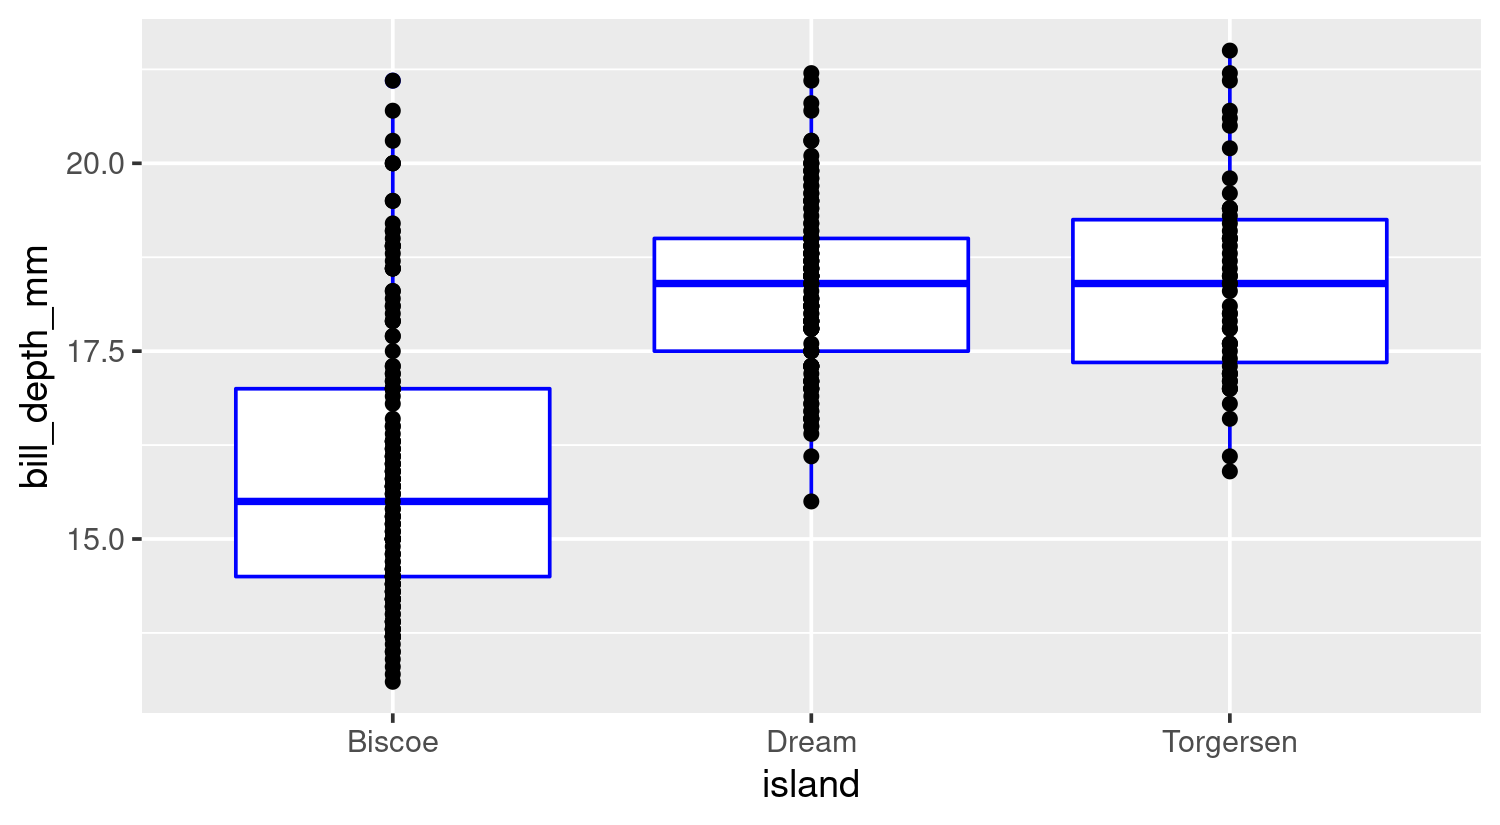 bill_depth_mm
20.0
17.5
15.0
Biscoe
Dream
Torgersen
island